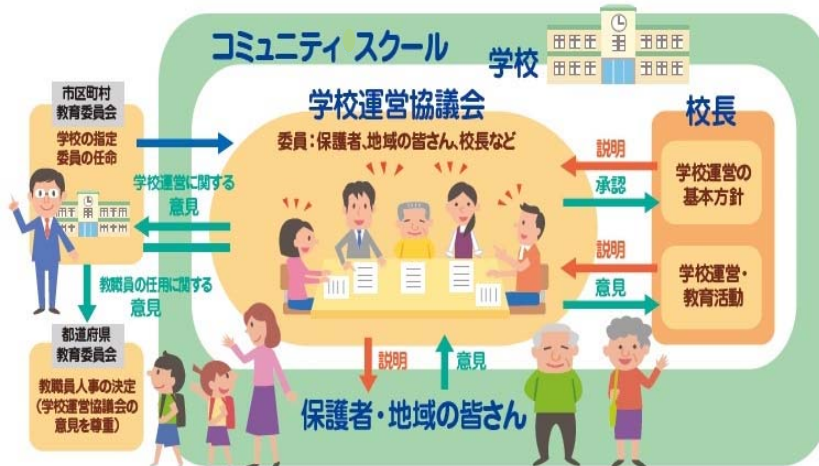 コミュニティ・スクール
学校
市区町村
教育委員会
学校の指定
委員の任命
学校運営協議会
委員:保護者、地域の皆さん、校長など
校長
説明
承認
学校運営の
基本方針
学校運営に関する
意見
説明
意見
学校運営・
教育活動
教職員の任用に関する
意見
都道府県
教育委員会
教職員人事の決定
(学校運営協議会の
意見を尊重)
説明
意見
保護者・地域の皆さん